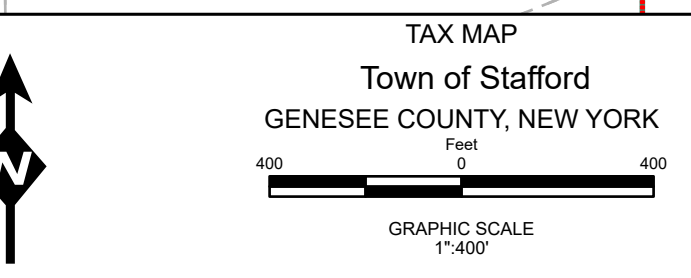 TAX MAP
Town of Stafford
GENESEE COUNTY, NEW YORK
Feet
400 0 400
N
GRAPHIC SCALE
1":400'